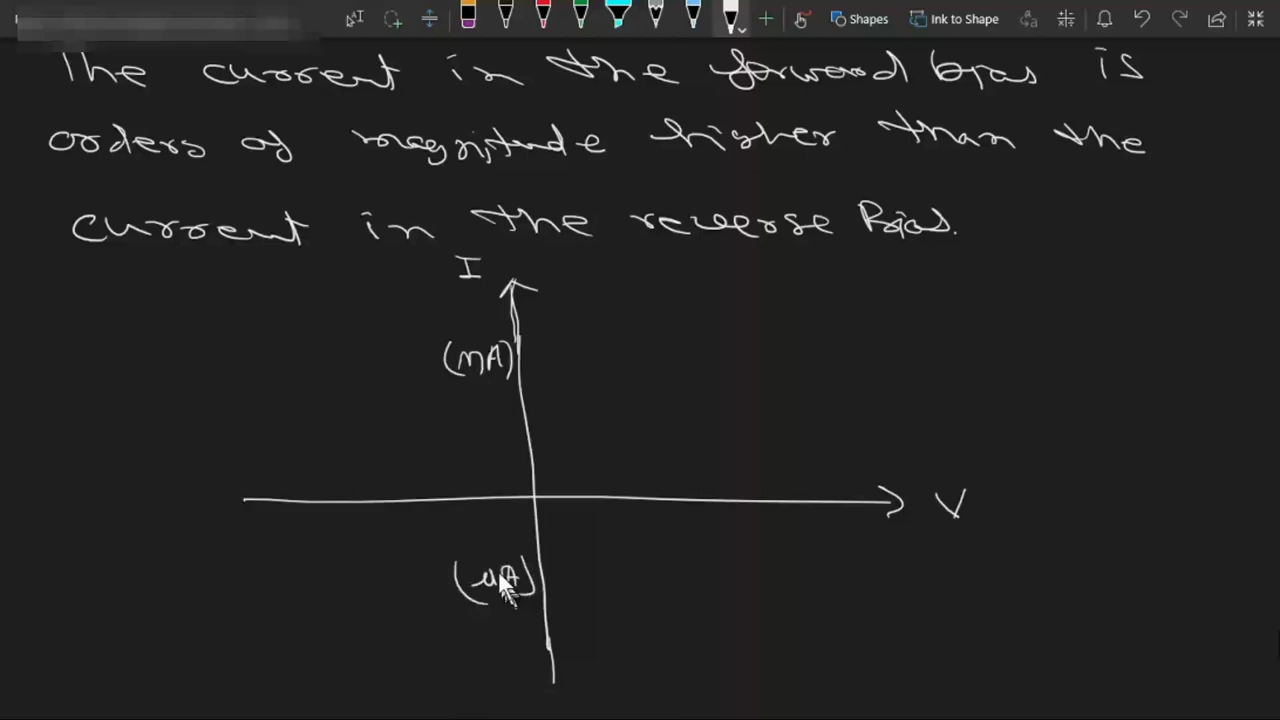 Shapes
Ink to Shape
The current in the forward bias is
orders of magnitude higher than the
current in the reverse Bias.
I
(mA)
V
(μA)